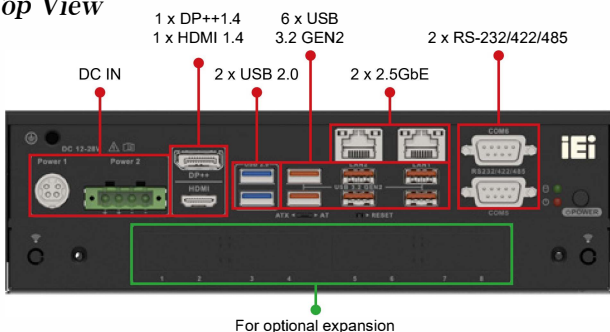 op View
1 x DP++1.4
1 x HDMI 1.4
6 x USB
3.2 GEN2
2 x RS-232/422/485
DC IN
2 x USB 2.0
2 x 2.5GbE
DC 12-28V
Power 1
Power 2
DP++
HDMI
LAN2
LAN1
USB 3.2 GEN2
ATX
AT
RESET
COM6
RS232/422/485
COM5
iEi
POWER
1
2
3
4
5
6
7
8
For optional expansion